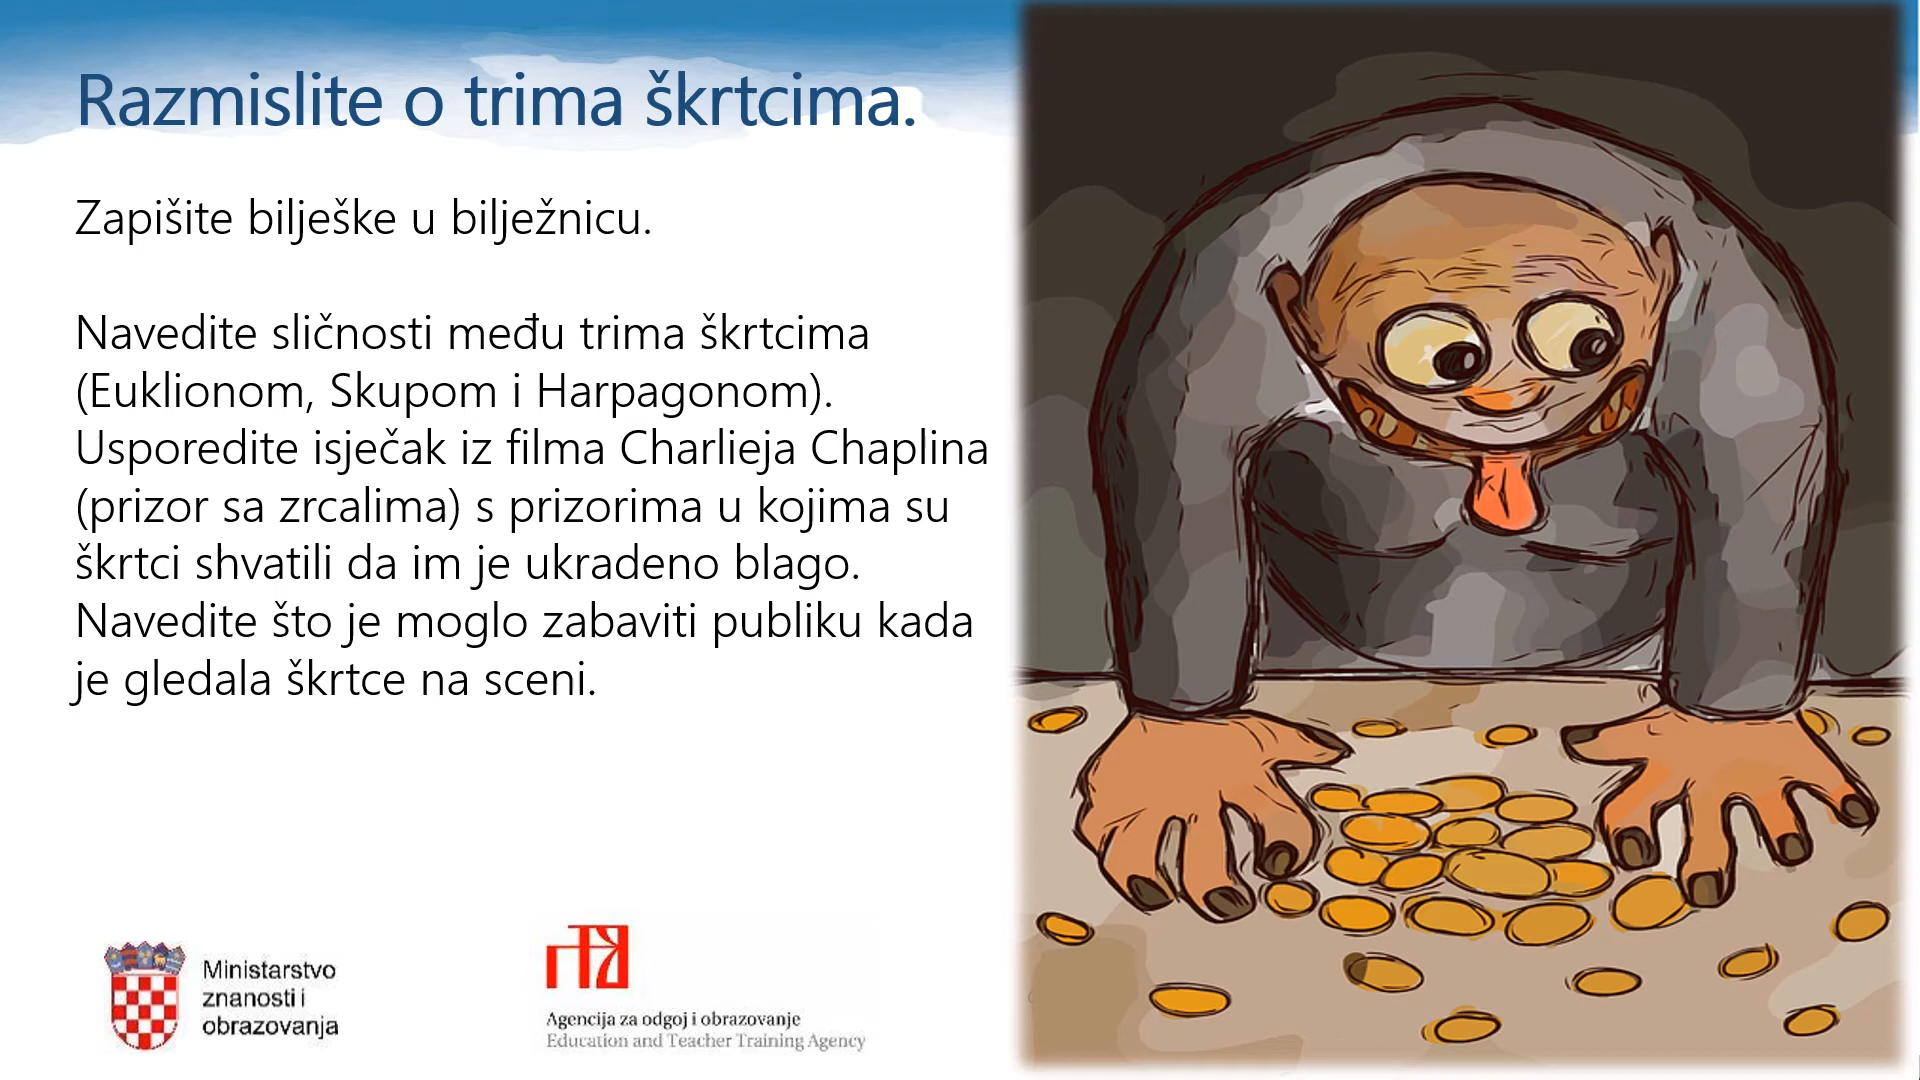 Razmislite o trima škrtcima.
Zapišite bilješke u bilježnicu.
Navedite sličnosti među trima škrtcima
(Euklionom, Skupom i Harpagonom).
Usporedite isječak iz filma Charlieja Chaplina
(prizor sa zrcalima) s prizorima u kojima su
škrtci shvatili da im je ukradeno blago.
Navedite što je moglo zabaviti publiku kada
je gledala škrtce na sceni.
Ministarstvo
znanosti i
obrazovanja
Agencija za odgoj i obrazovanje
Education and Teacher Training Agency